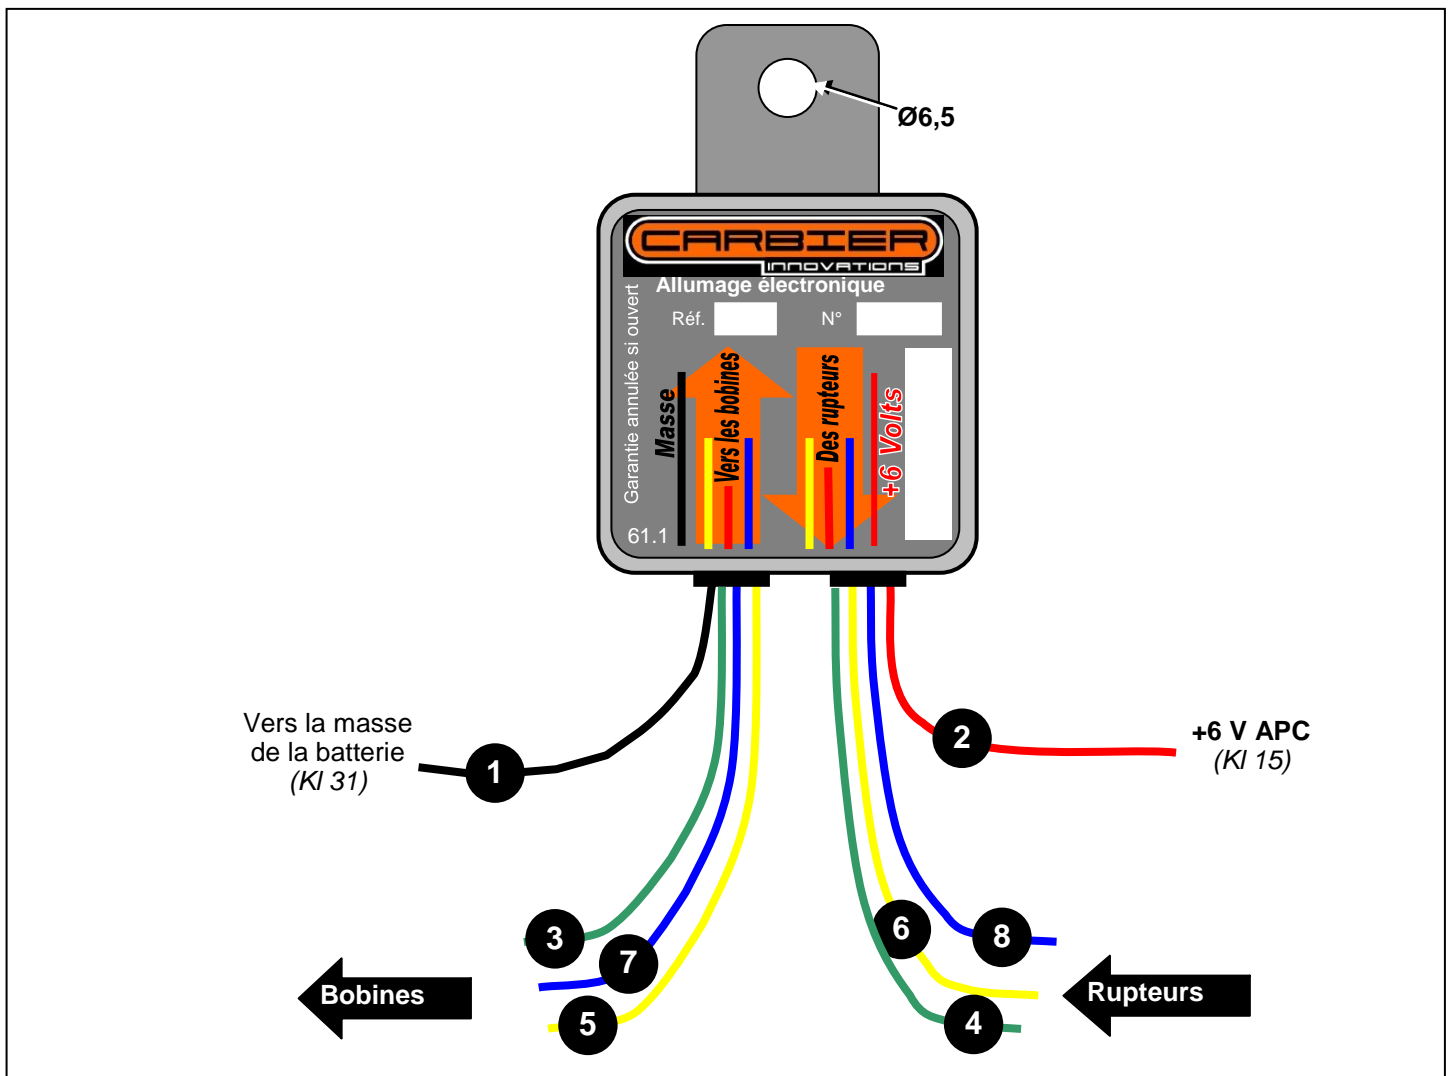 Ø6,5
CARBIER
INNOVATIONS
Allumage électronique
Réf.
N°
Garantie annulée si ouvert
Masse
Vers les bobines
Des rupteurs
+6 Volts
61.1
Vers la masse
de la batterie
(Kl 31)
1
2
+6 V APC
(Kl 15)
3
7
5
6
8
4
Bobines
Rupteurs